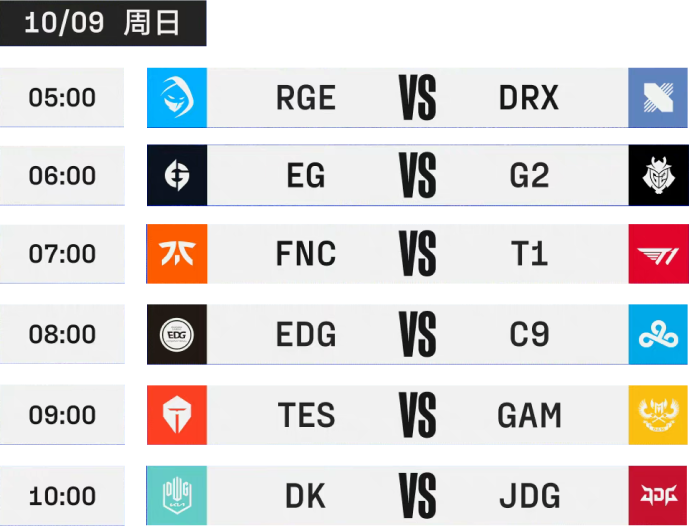 10/09 周日
05:00 RGE VS DRX
06:00 EG VS G2
07:00 FNC VS T1
08:00 EDG EDG VS C9
09:00 TES VS GAM
10:00 DK VS JDG